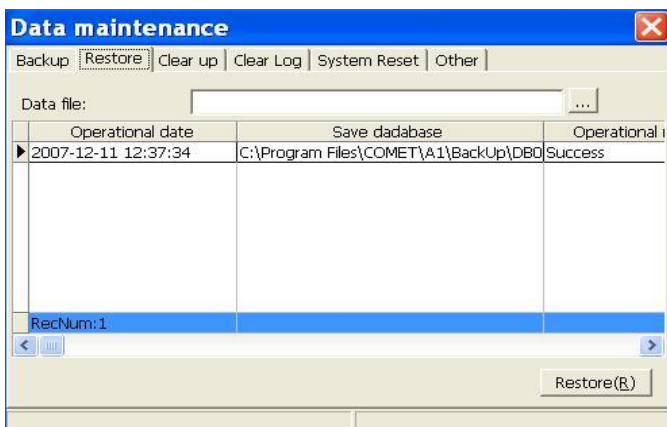 Data maintenance
Backup Restore Clear up Clear Log System Reset Other
Data file: ...
Operational date Save dadabase Operational
2007-12-11 12:37:34 C:\Program Files\COMET\A1\BackUp\DB0 Success
RecNum:1
Restore(R)